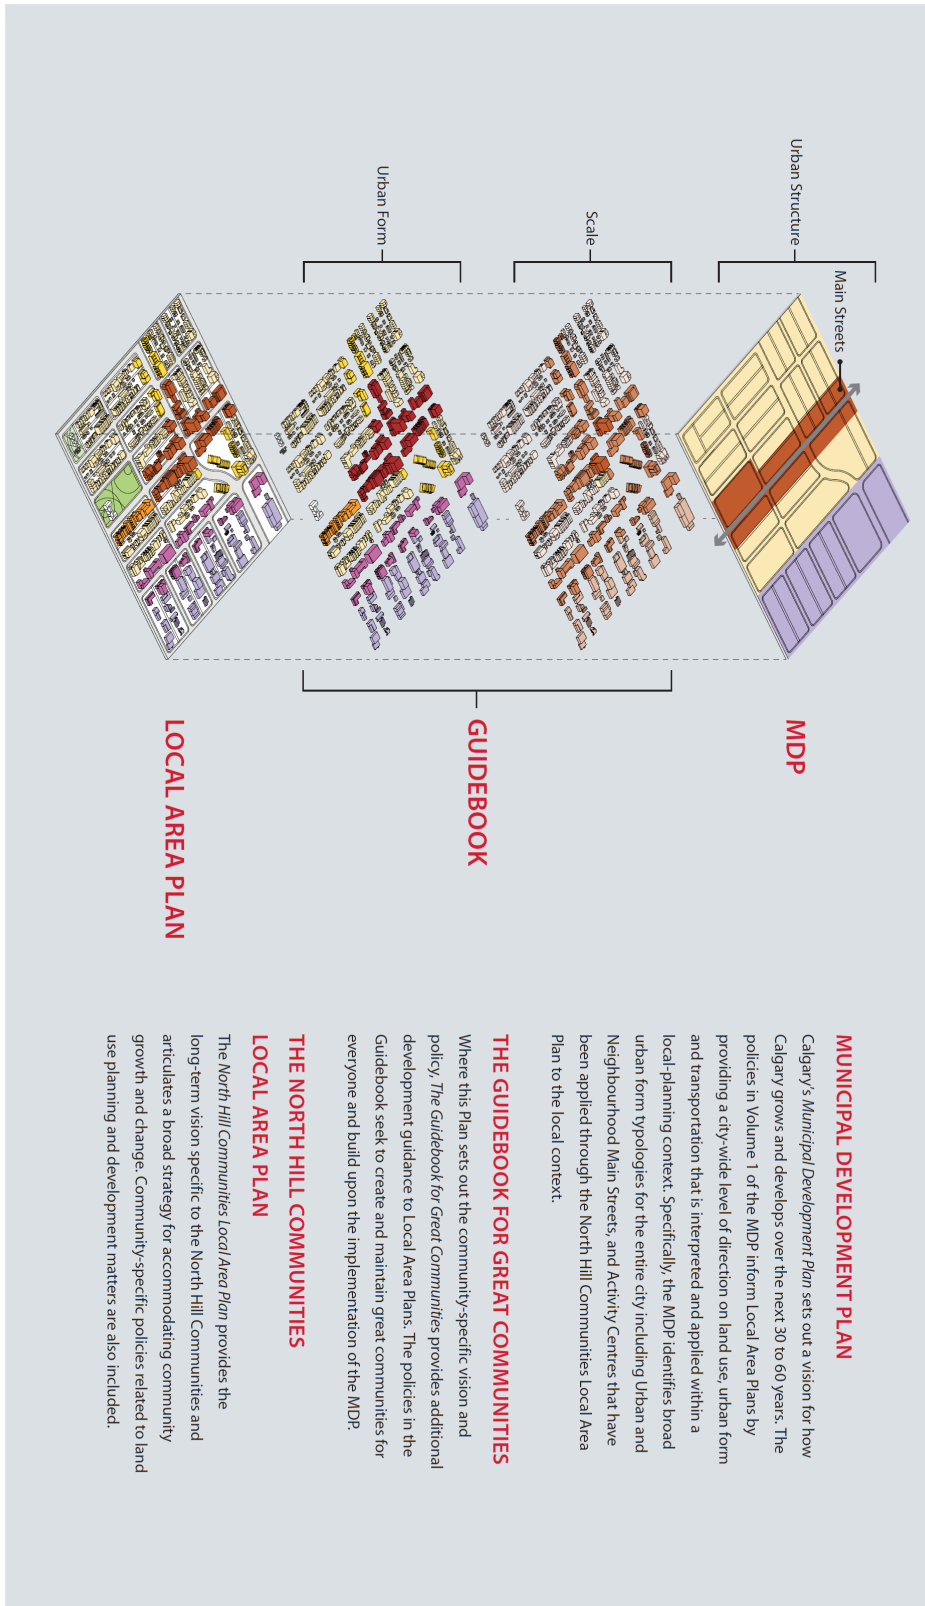 Urban Structure
Main Streets
Scale
Urban Form
MDP
GUIDEBOOK
LOCAL AREA PLAN
MUNICIPAL DEVELOPMENT PLAN
Calgary's Municipal Development Plan sets out a vision for how
Calgary grows and develops over the next 30 to 60 years. The
policies in Volume 1 of the MDP inform Local Area Plans by
providing a city-wide level of direction on land use, urban form
and transportation that is interpreted and applied within a
local-planning context. Specifically, the MDP identifies broad
urban form typologies for the entire city including Urban and
Neighbourhood Main Streets, and Activity Centres that have
been applied through the North Hill Communities Local Area
Plan to the local context.
THE GUIDEBOOK FOR GREAT COMMUNITIES
Where this Plan sets out the community-specific vision and
policy, The Guidebook for Great Communities provides additional
development guidance to Local Area Plans. The policies in the
Guidebook seek to create and maintain great communities for
everyone and build upon the implementation of the MDP.
THE NORTH HILL COMMUNITIES
LOCAL AREA PLAN
The North Hill Communities Local Area Plan provides the
long-term vision specific to the North Hill Communities and
articulates a broad strategy for accommodating community
growth and change. Community-specific policies related to land
use planning and development matters are also included.